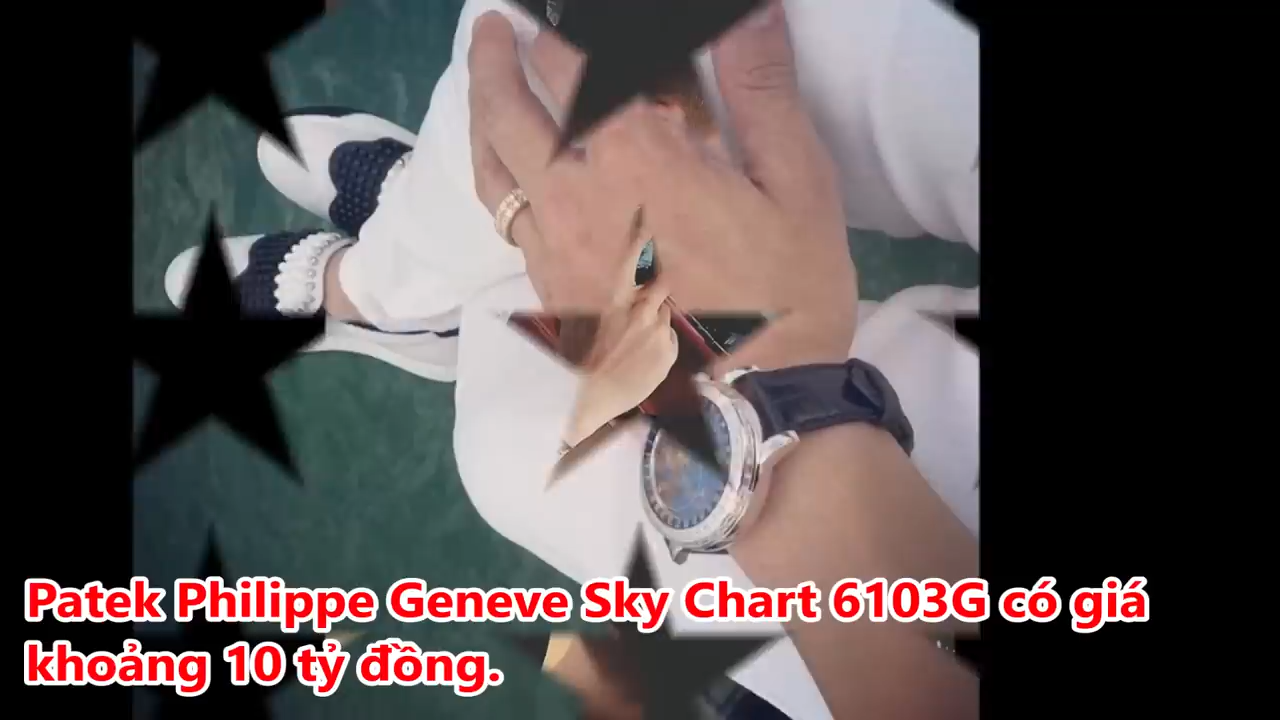 Patek Philippe Geneve Sky Chart 6103G có giá
khoảng 10 tỷ đồng.